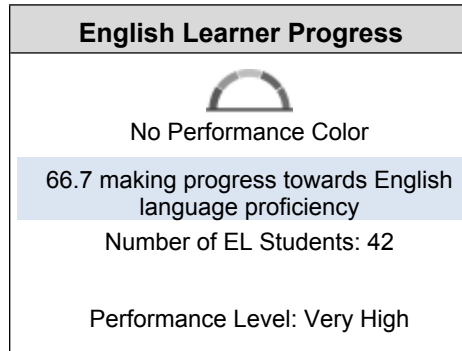 English Learner Progress
No Performance Color
66.7 making progress towards English
language proficiency
Number of EL Students: 42
Performance Level: Very High